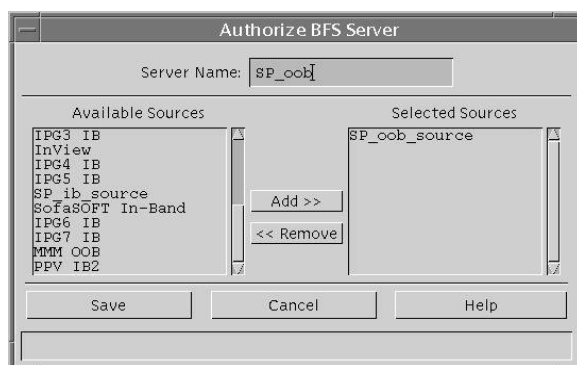 Authorize BFS Server
Server Name: SP_oob
Available Sources
Selected Sources
IPG3 IB
InView
IPG4 IB
IPG5 IB
SP_ib_source
SofaSOFT In-Band
IPG6 IB
IPG7 IB
MMM OOB
PPV IB2
Add >>
<< Remove
SP_oob_source
Save
Cancel
Help